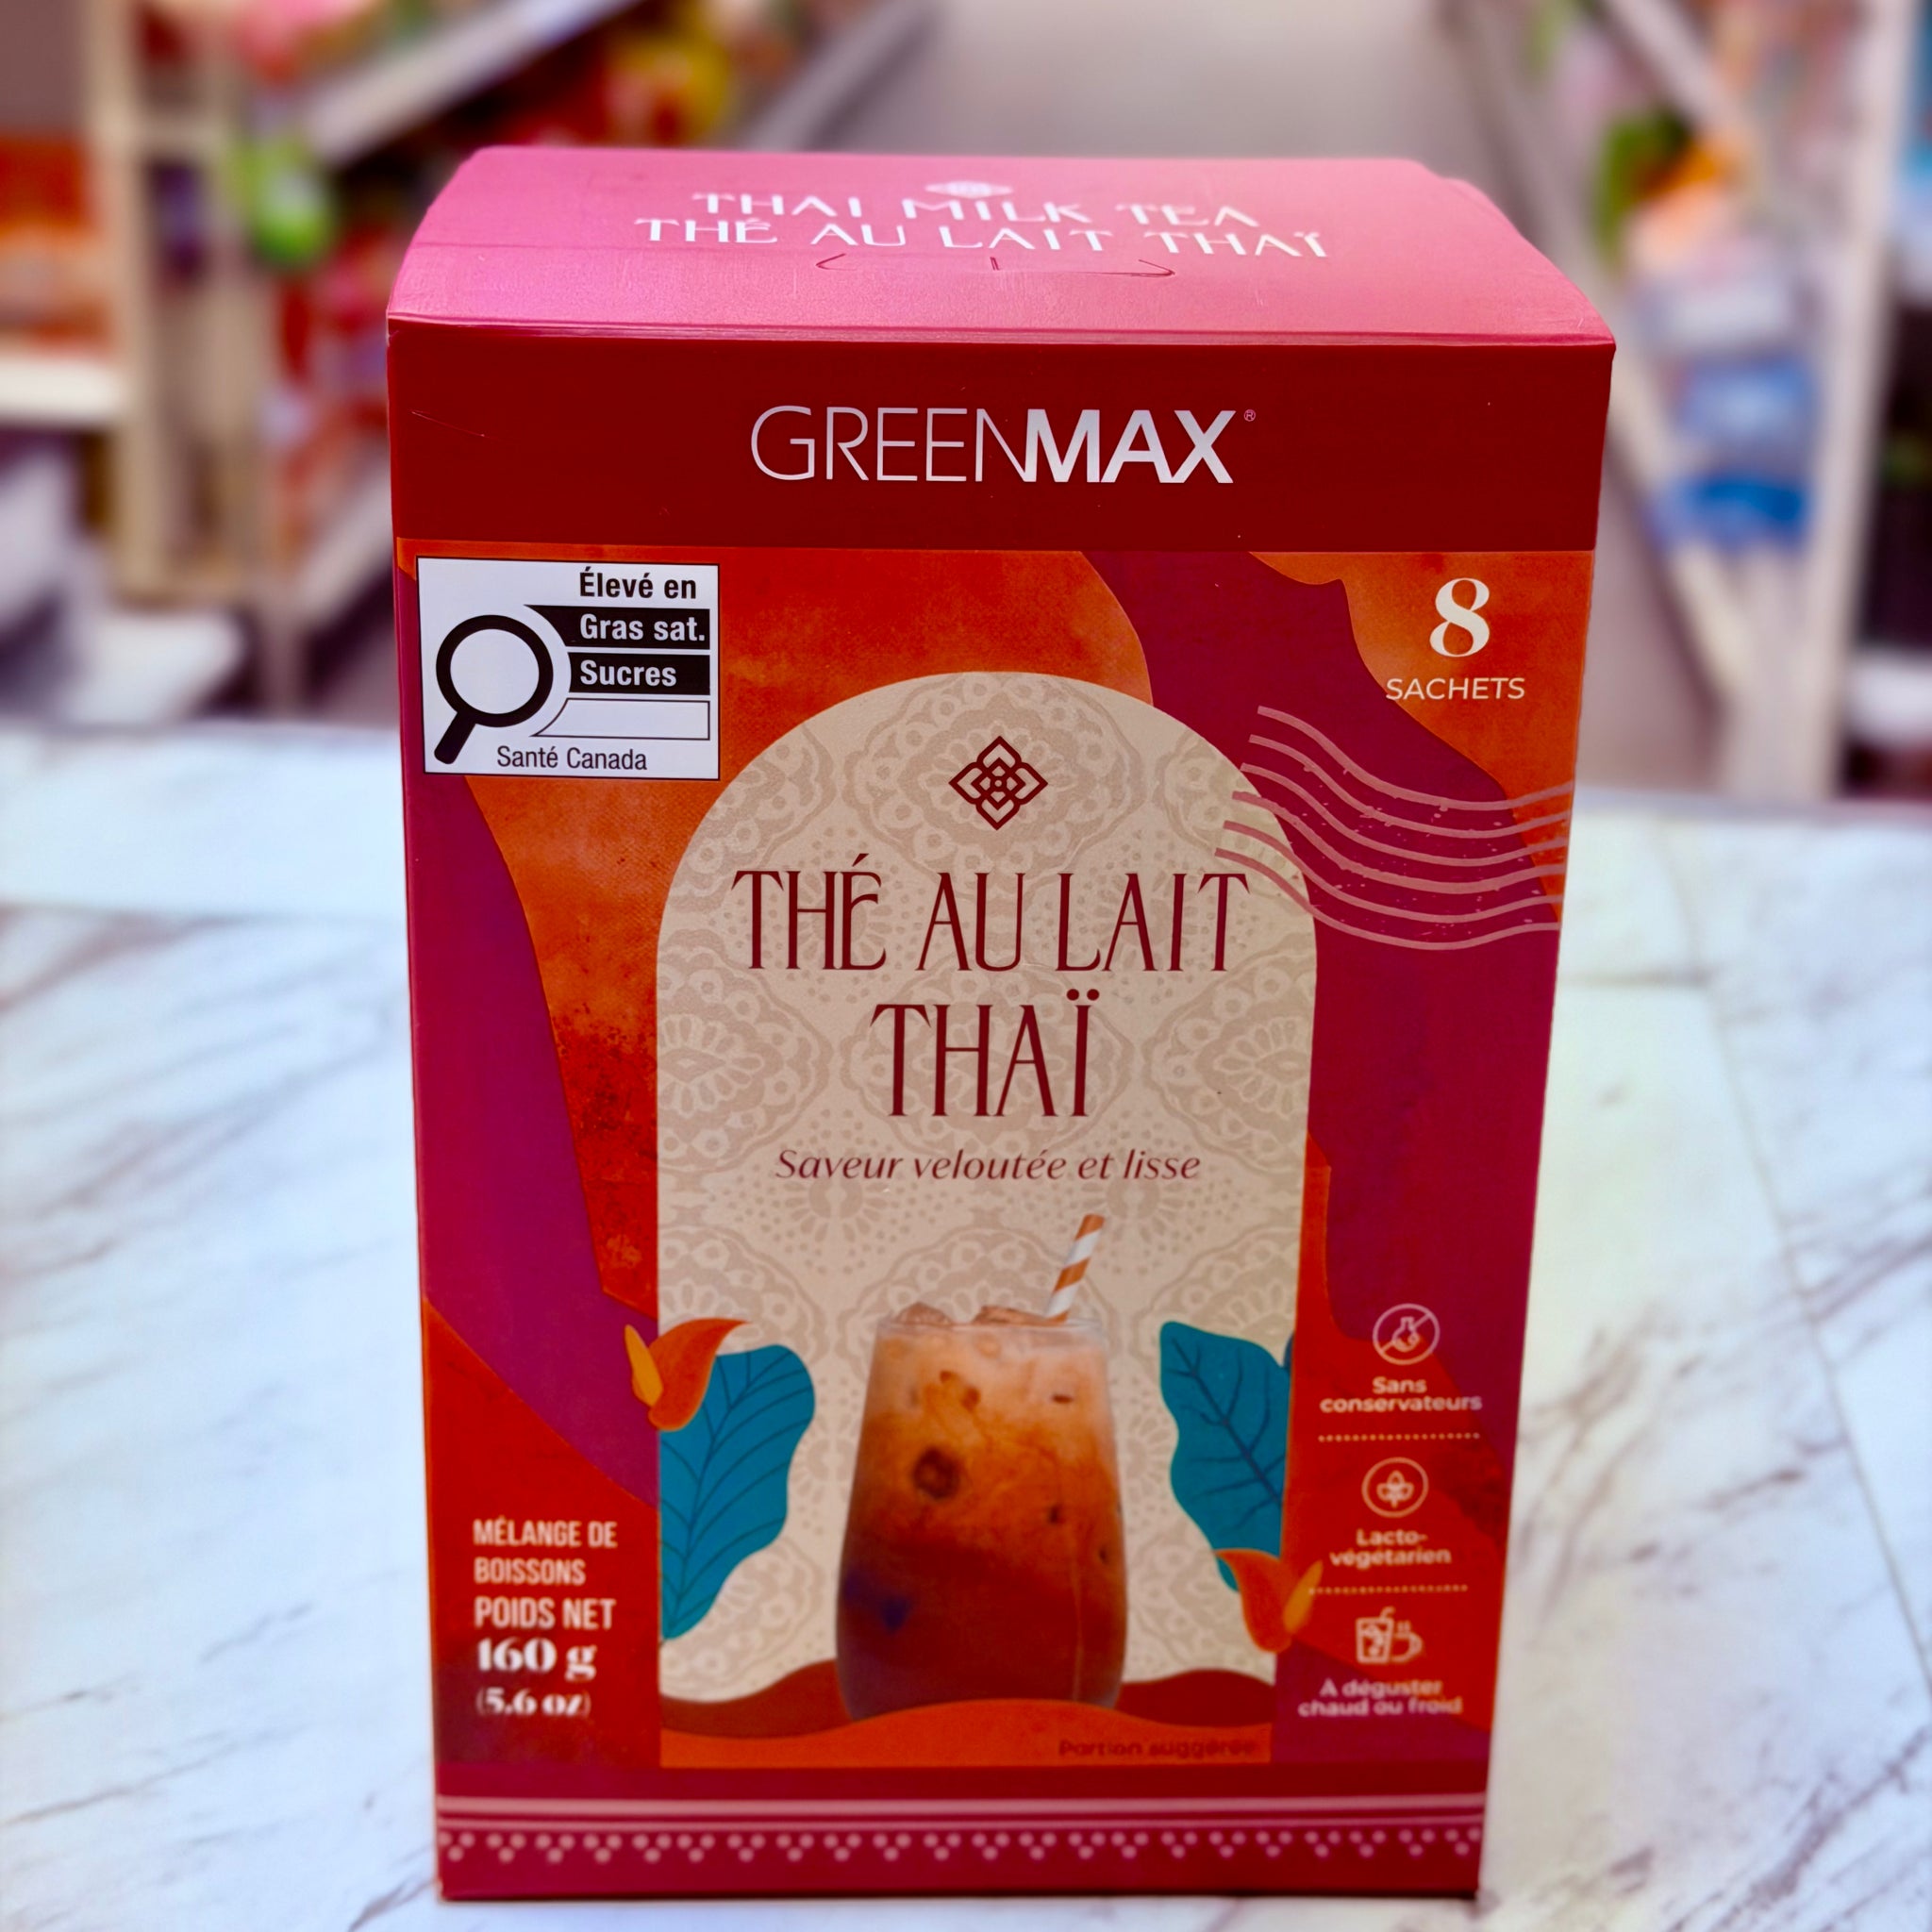 THAI MILK TEA
THÉ AU LAIT THAÏ
GREENMAX®
Élevé en
Gras sat.
Sucres
Santé Canada
8
SACHETS
THÉ AU LAIT
THAÏ
Saveur veloutée et lisse
Sans
conservateurs
Lacto-
végétarien
À déguster
chaud ou froid
MÉLANGE DE
BOISSONS
POIDS NET
160 g
(5.6 oz)
Portion suggérée